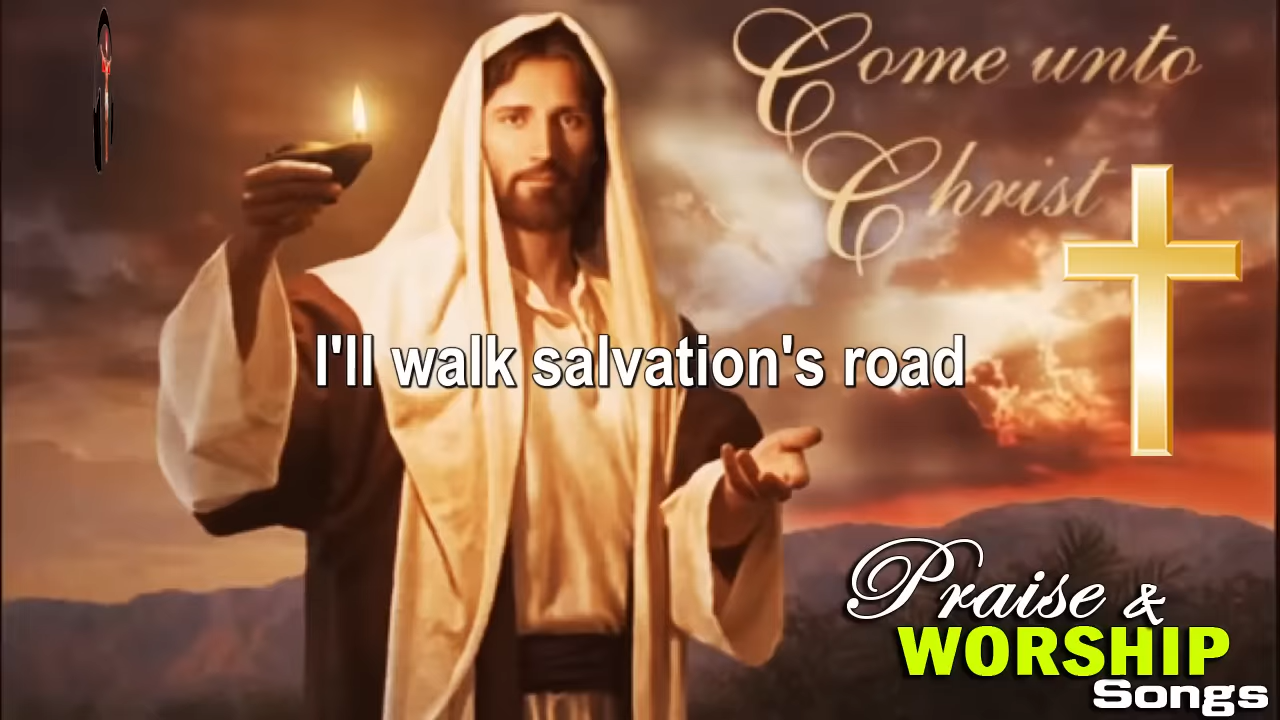 Come unto
Christ
I'll walk salvation's road
Praise &
WORSHIP
Songs